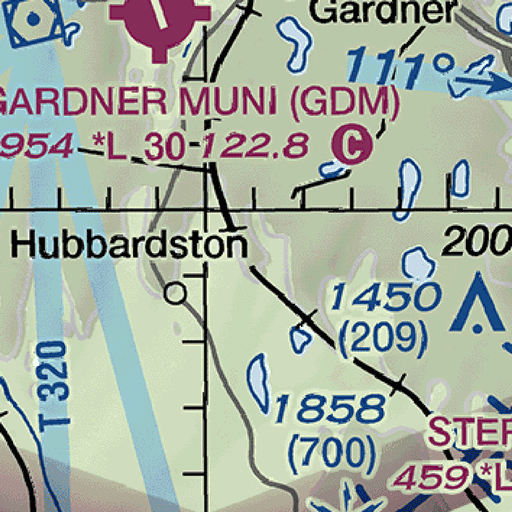 Gardner
111°
GARDNER MUNI (GDM)
954 *L 30 122.8 C
Hubbardston
200
1450
(209)
T 320
1858
(700)
STEF
459 *L